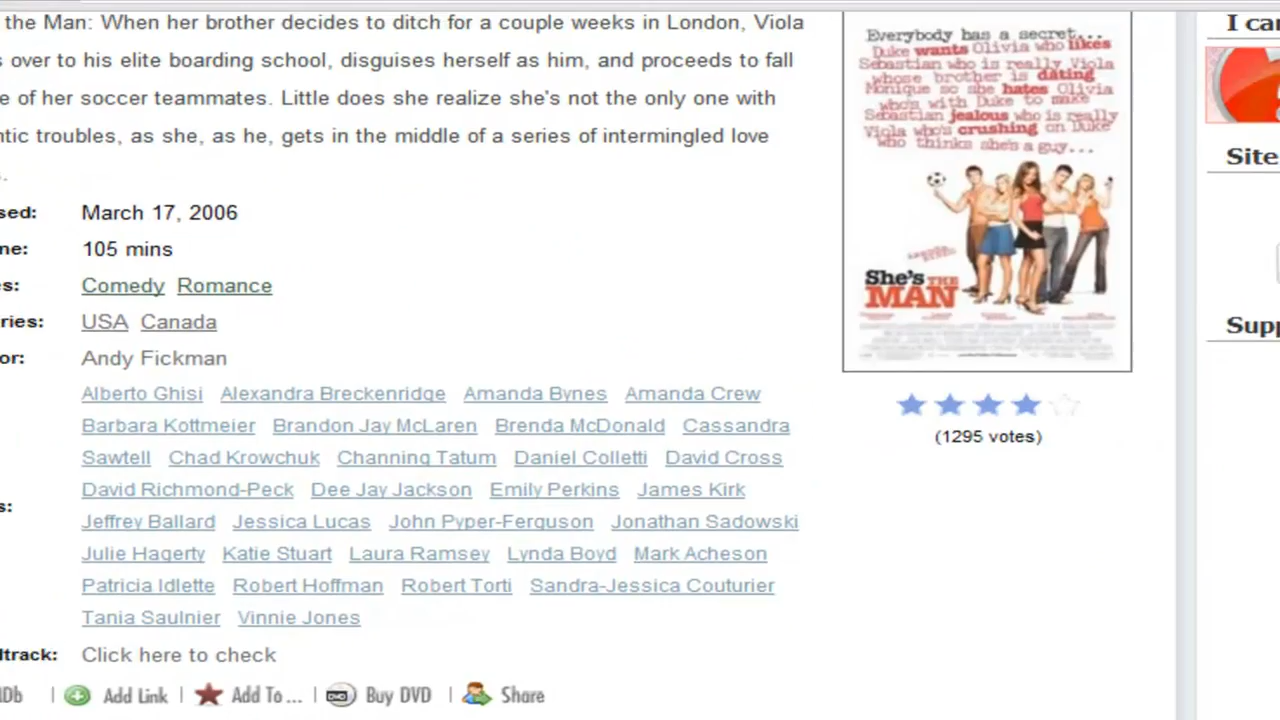 the Man: When her brother decides to ditch for a couple weeks in London, Viola
s over to his elite boarding school, disguises herself as him, and proceeds to fall
e of her soccer teammates. Little does she realize she's not the only one with
ntic troubles, as she, as he, gets in the middle of a series of intermingled love
s.
sed: March 17, 2006
ne: 105 mins
s: Comedy Romance
ries: USA Canada
or: Andy Fickman
Alberto Ghisi Alexandra Breckenridge Amanda Bynes Amanda Crew
Barbara Kottmeier Brandon Jay McLaren Brenda McDonald Cassandra
Sawtell Chad Krowchuk Channing Tatum Daniel Colletti David Cross
David Richmond-Peck Dee Jay Jackson Emily Perkins James Kirk
s: Jeffrey Ballard Jessica Lucas John Pyper-Ferguson Jonathan Sadowski
Julie Hagerty Katie Stuart Laura Ramsey Lynda Boyd Mark Acheson
Patricia Idlette Robert Hoffman Robert Torti Sandra-Jessica Couturier
Tania Saulnier Vinnie Jones
dtrack: Click here to check
Db | Add Link | Add To ... | Buy DVD | Share
Everybody has a secret...
Duke wants Olivia who likes
Sebastian who is really Viola
whose brother is dating
Monique so she hates Olivia
who's with Duke to make
Sebastian jealous who is really
Viola who's crushing on Duke
who thinks she's a guy...
She's THE
MAN
(1295 votes)
I ca
Site
Supp